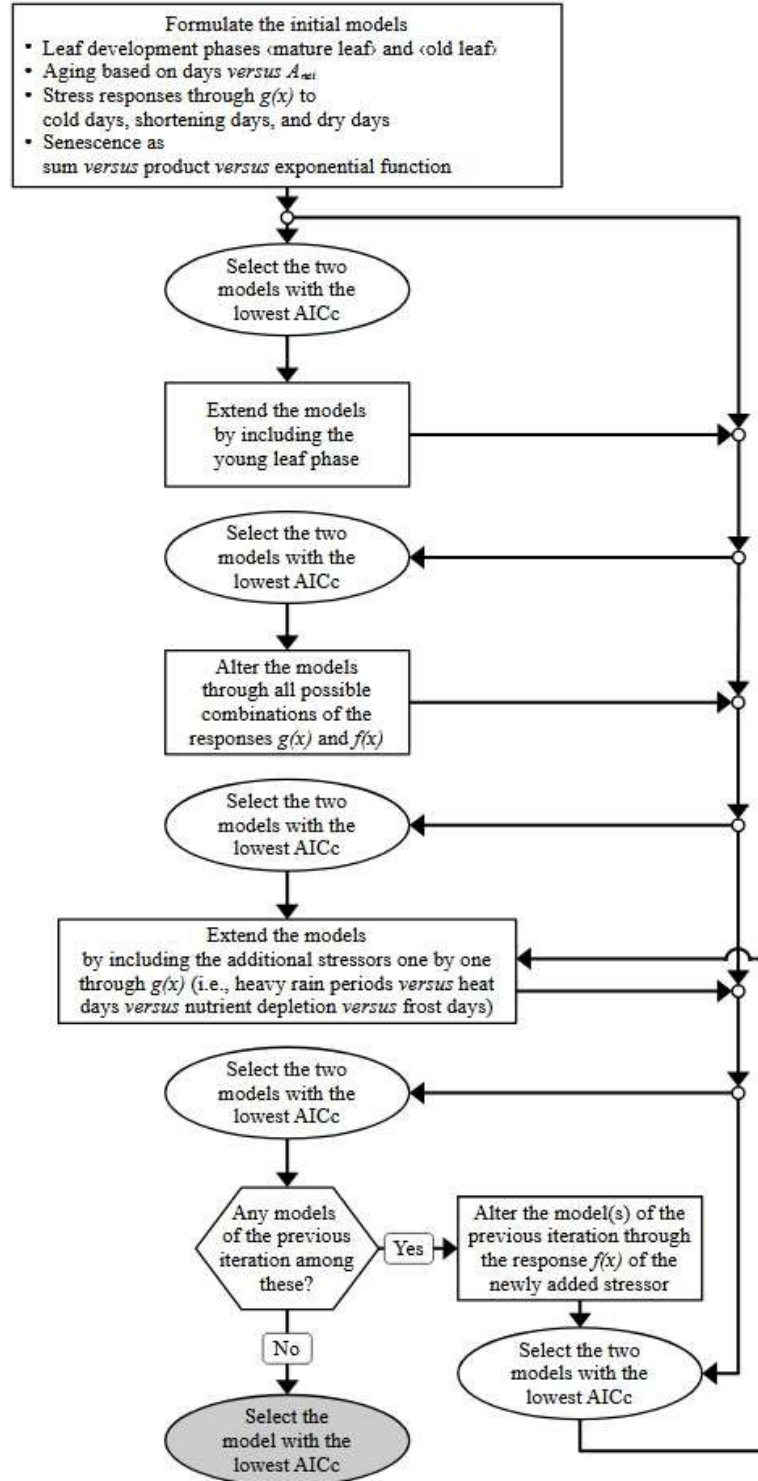 Formulate the initial models
• Leaf development phases ‹mature leaf› and ‹old leaf›
• Aging based on days versus Anet
• Stress responses through g(x) to
cold days, shortening days, and dry days
• Senescence as
sum versus product versus exponential function
Select the two
models with the
lowest AICc
Extend the models
by including the
young leaf phase
Select the two
models with the
lowest AICc
Alter the models
through all possible
combinations of the
responses g(x) and f(x)
Select the two
models with the
lowest AICc
Extend the models
by including the additional stressors one by one
through g(x) (i.e., heavy rain periods versus heat
days versus nutrient depletion versus frost days)
Select the two
models with the
lowest AICc
Any models
of the previous
iteration among
these?
Yes
Alter the model(s) of the
previous iteration through
the response f(x) of the
newly added stressor
No
Select the two
models with the
lowest AICc
Select the
model with the
lowest AICc